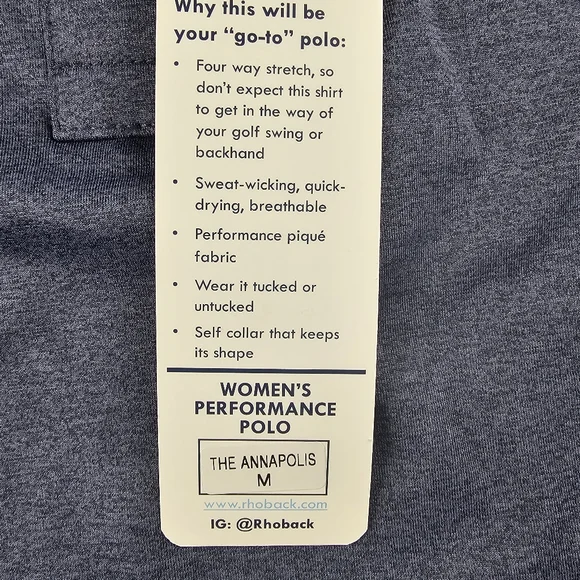 Why this will be
your “go-to” polo:
• Four way stretch, so
don’t expect this shirt
to get in the way of
your golf swing or
backhand
• Sweat-wicking, quick-
drying, breathable
• Performance piqué
fabric
• Wear it tucked or
untucked
• Self collar that keeps
its shape
WOMEN’S
PERFORMANCE
POLO
THE ANNAPOLIS
M
www.rhoback.com
IG: @Rhoback